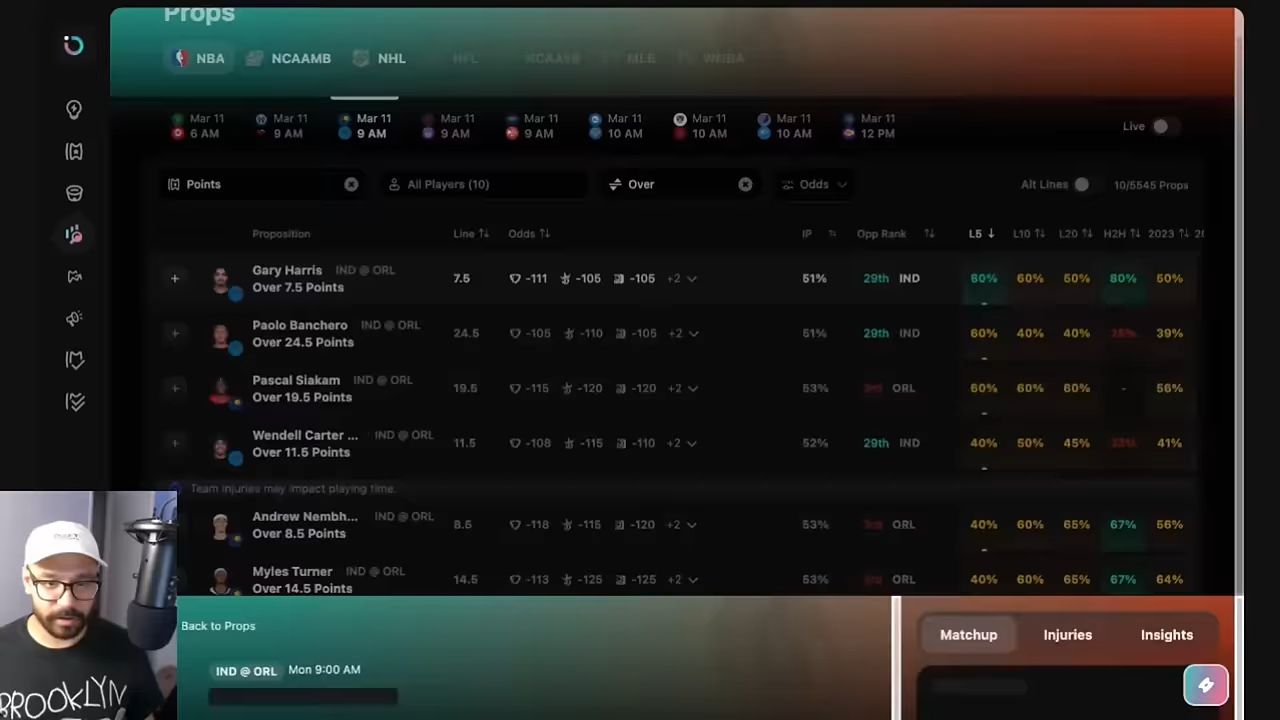 Props
NBA NCAAMB NHL NFL NCAAFB MLB WNBA
Mar 11 Mar 11 Mar 11 Mar 11 Mar 11 Mar 11 Mar 11 Mar 11 Mar 11
6 AM 9 AM 9 AM 9 AM 9 AM 10 AM 10 AM 10 AM 12 PM
Live
Points All Players (10) Over Odds Alt Lines 10/5545 Props
Proposition Line Odds IP Opp Rank L5 L10 L20 H2H 2023
Gary Harris IND @ ORL
Over 7.5 Points 7.5 -111 -105 -105 +2 51% 29th IND 80% 60% 50% 80% 50%
Paolo Banchero IND @ ORL
Over 24.5 Points 24.5 -105 -110 -105 +2 51% 29th IND 60% 40% 40% 39%
Pascal Siakam IND @ ORL
Over 19.5 Points 19.5 -115 -120 -120 +2 53% 3rd ORL 60% 60% 60% - 56%
Wendell Carter ... IND @ ORL
Over 11.5 Points 11.5 -108 -115 -110 +2 52% 29th IND 40% 50% 45% 33% 41%
Team injuries may impact playing time.
Andrew Nembh... IND @ ORL
Over 8.5 Points 8.5 -118 -115 -120 +2 53% 3rd ORL 40% 60% 65% 67% 56%
Myles Turner IND @ ORL
Over 14.5 Points 14.5 -113 -125 -125 +2 53% 3rd ORL 40% 60% 65% 67% 64%
Back to Props
IND @ ORL Mon 9:00 AM
Matchup Injuries Insights
BROOKLYN